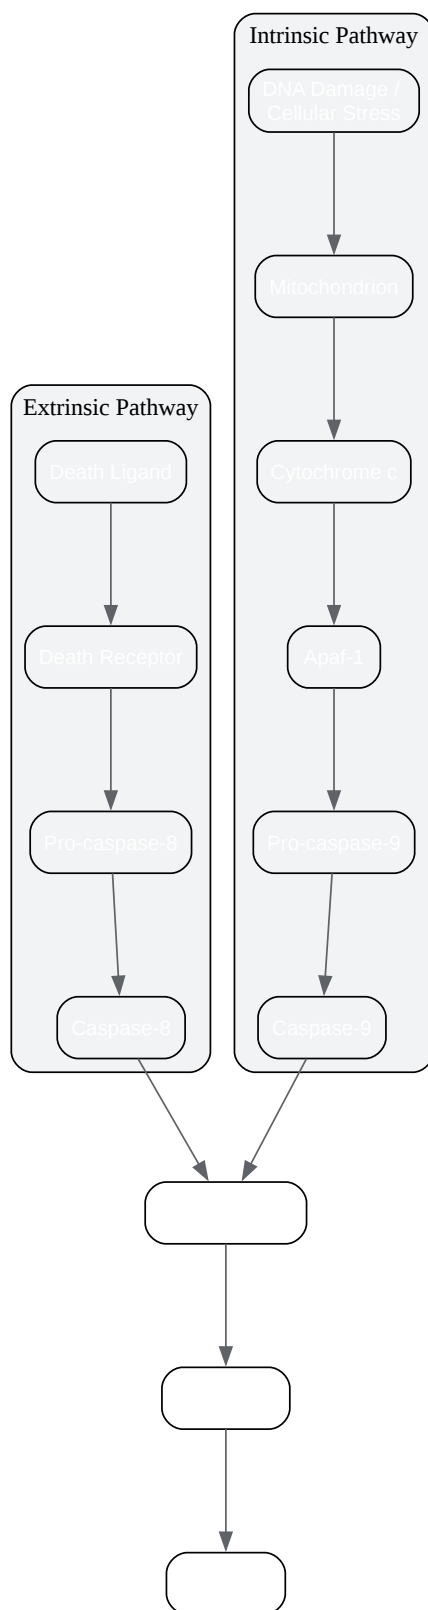 Intrinsic Pathway
DNA Damage /
Cellular Stress
Mitochondrion
Extrinsic Pathway
Death Ligand
Cytochrome c
Death Receptor
Apaf-1
Pro-caspase-8
Pro-caspase-9
Caspase-8
Caspase-9